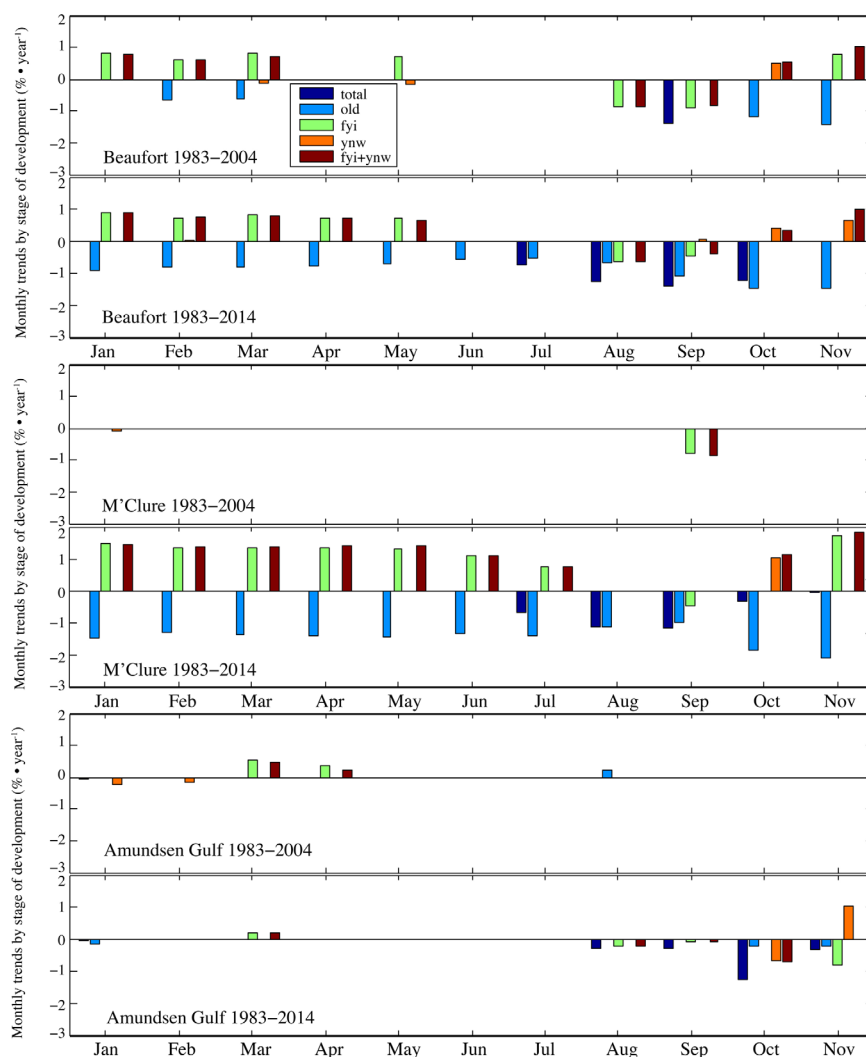 Monthly trends by stage of development (% • year-1)
2
1
0
−1
−2
−3
total
old
fyi
ynw
fyi+ynw
Beaufort 1983−2004
2
1
0
−1
−2
−3
Beaufort 1983−2014
Jan Feb Mar Apr May Jun Jul Aug Sep Oct Nov
Monthly trends by stage of development (% • year-1)
2
1
0
−1
−2
−3
M’Clure 1983−2004
2
1
0
−1
−2
−3
M’Clure 1983−2014
Jan Feb Mar Apr May Jun Jul Aug Sep Oct Nov
Monthly trends by stage of development (% • year-1)
2
1
0
−1
−2
−3
Amundsen Gulf 1983−2004
2
1
0
−1
−2
−3
Amundsen Gulf 1983−2014
Jan Feb Mar Apr May Jun Jul Aug Sep Oct Nov